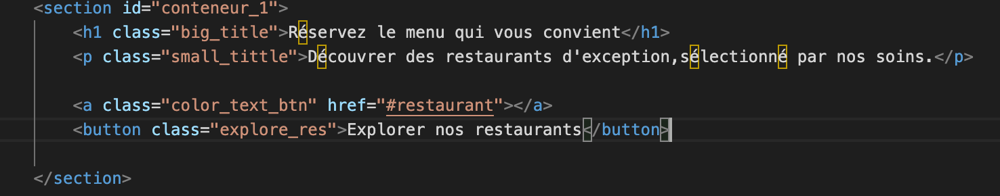 <section id="conteneur_1">
<h1 class="big_title">Réservez le menu qui vous convient</h1>
<p class="small_tittle">Découvrer des restaurants d'exception,sélectionné par nos soins.</p>
<a class="color_text_btn" href="#restaurant"></a>
<button class="explore_res">Explorer nos restaurants</button>
</section>